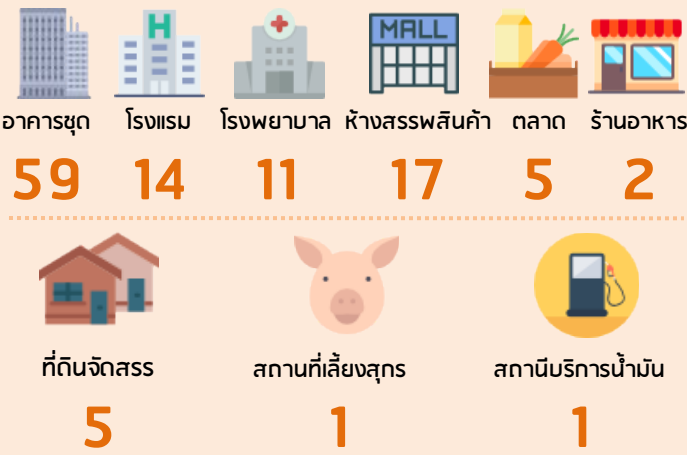 H
MALL
อาคารชุด โรงแรม โรงพยาบาล ห้างสรรพสินค้า ตลาด ร้านอาหาร
59 14 11 17 5 2
ที่ดินจัดสรร สถานที่เลี้ยงสุกร สถานีบริการน้ำมัน
5 1 1